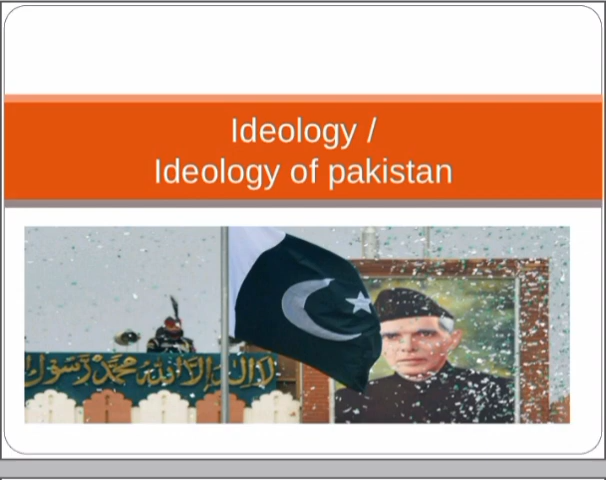 Ideology /
Ideology of pakistan
لا اله الا الله محمد رسول